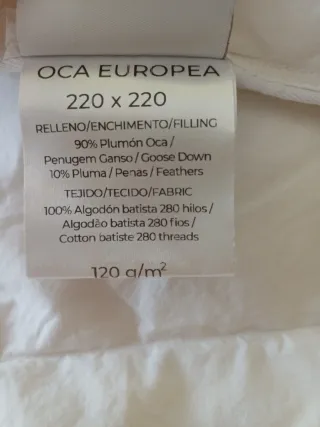 OCA EUROPEA
220 x 220
RELLENO/ENCHIMENTO/FILLING
90% Plumón Oca /
Penugem Ganso / Goose Down
10% Pluma / Penas / Feathers
TEJIDO/TECIDO/FABRIC
100% Algodón batista 280 hilos /
Algodão batista 280 fios /
Cotton batiste 280 threads
120 g/m²